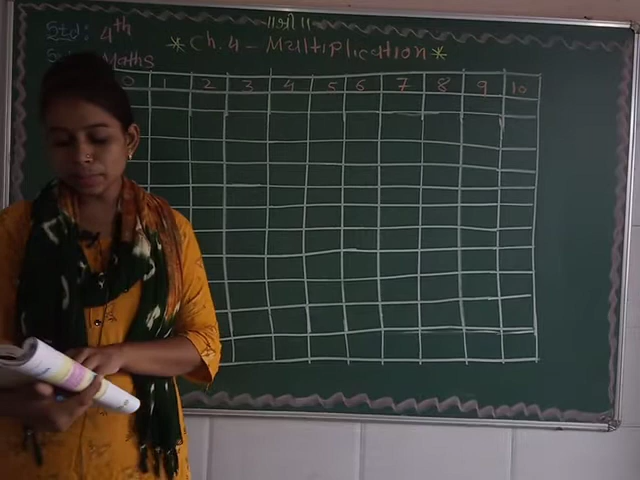 ॥श्री॥
Std: 4th
* Ch. 4 - Multiplication *
Maths
0 1 2 3 4 5 6 7 8 9 10